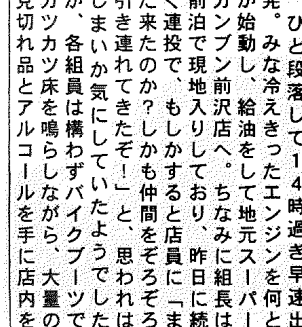 ひと段落して14時過ぎ早速出
発。みな冷えきったエンジンを何と
か始動し、給油をして地元スーパー
カンブン前沢店へ。ちなみに組長は
前泊で現地入りしており、昨日に続
く連投で、もしかすると店員に「ま
た来たのか？しかも仲間をぞろぞろ
引き連れてきたぞ！」と、思われは
しまいか気にしていたようでした
が、各組員は構わずバイクブーツで
カツカツ床を鳴らしながら、大量の
見切れ品とアルコールを手に店内を